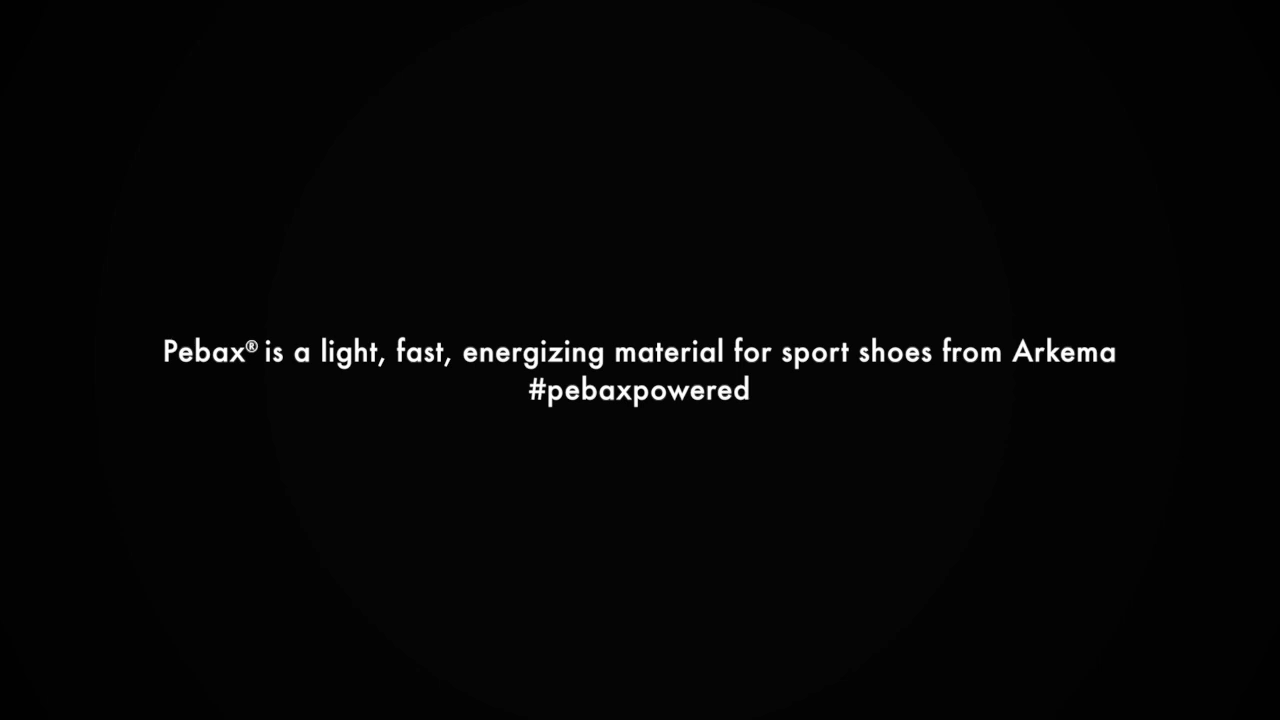 Pebax® is a light, fast, energizing material for sport shoes from Arkema
#pebaxpowered